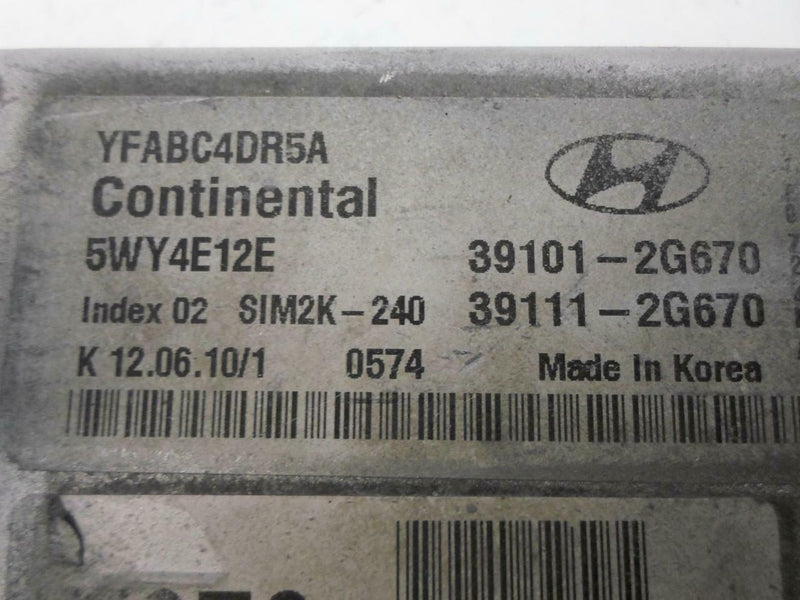 YFABC4DR5A
Continental
5WY4E12E 39101-2G670
Index 02 SIM2K-240 39111-2G670
K 12.06.10/1 0574 Made In Korea